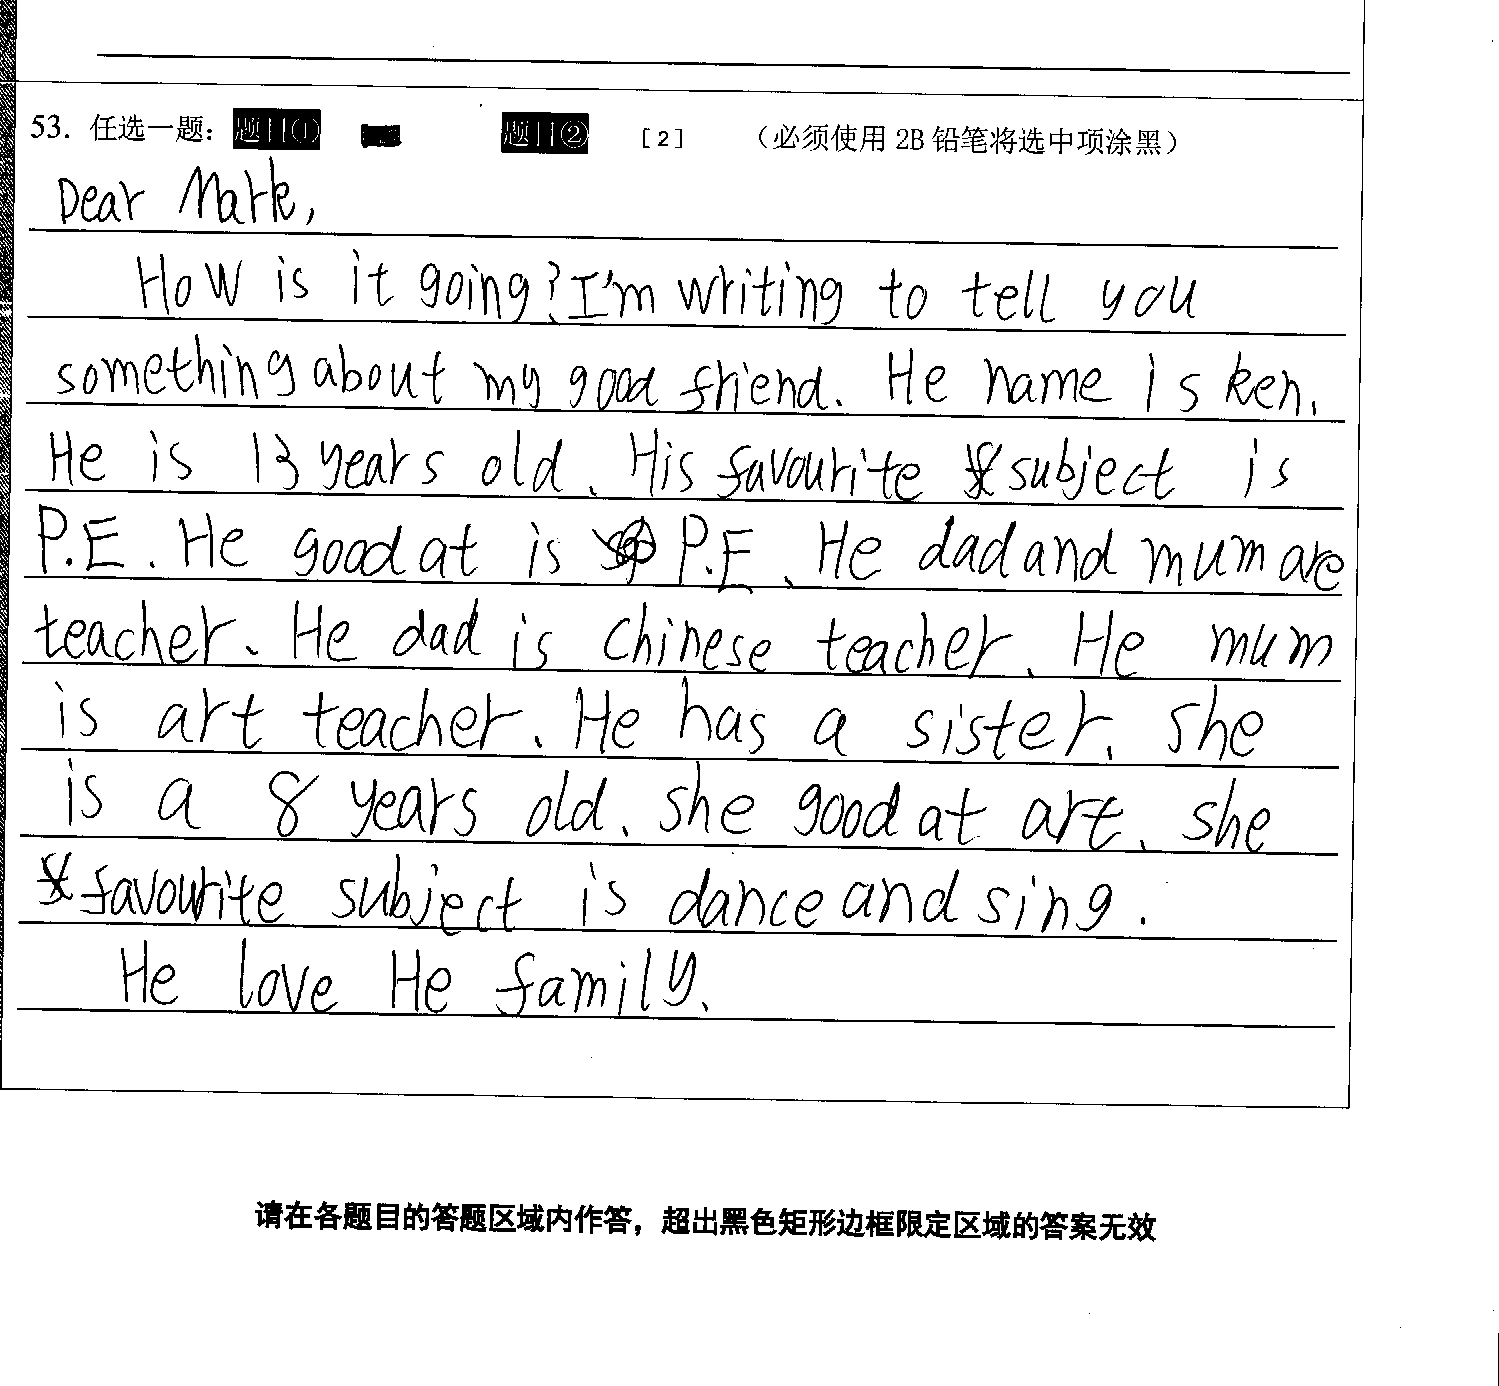 53. 任选一题： 题目① 题目② [2] （必须使用 2B 铅笔将选中项涂黑）
Dear Mark,
How is it going? I'm writing to tell you
something about my good friend. He name is ken.
He is 13 years old. His favourite subject is
P.E. He good at is P.E. He dad and mum are
teacher. He dad is Chinese teacher. He mum
is art teacher. He has a sister. she
is a 8 years old. she good at art. she
favourite subject is dance and sing.
He love He family.
请在各题目的答题区域内作答，超出黑色矩形边框限定区域的答案无效